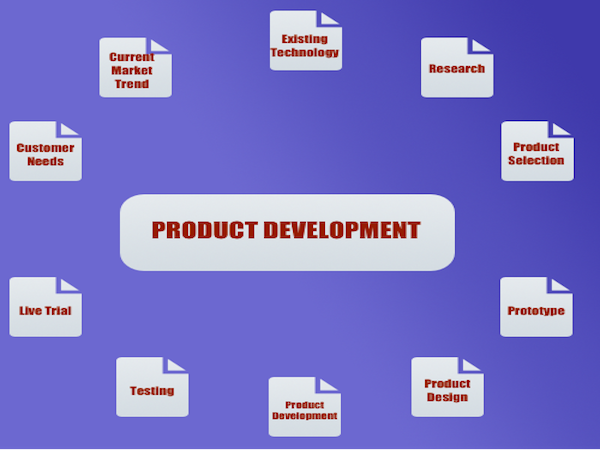 Existing
Technology
Current
Market
Trend
Research
Customer
Needs
Product
Selection
PRODUCT DEVELOPMENT
Live Trial
Prototype
Testing
Product
Design
Product
Development